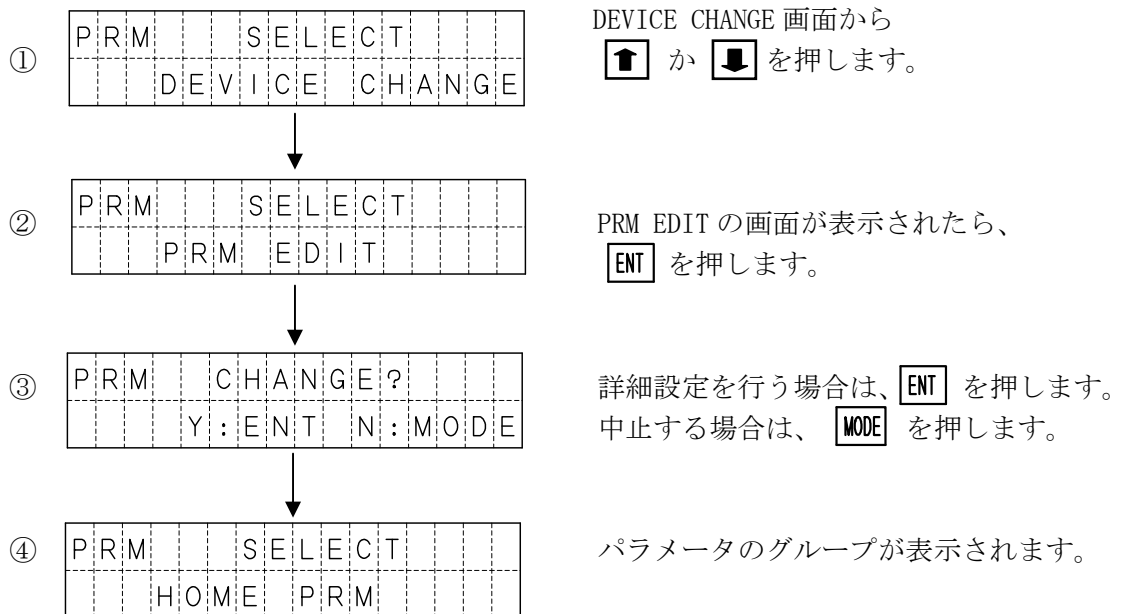 ①
PRM SELECT
DEVICE CHANGE
DEVICE CHANGE 画面から
⬆ か ⬇ を押します。
②
PRM SELECT
PRM EDIT
PRM EDIT の画面が表示されたら、
ENT を押します。
③
PRM CHANGE?
Y:ENT N:MODE
詳細設定を行う場合は、ENT を押します。
中止する場合は、 MODE を押します。
④
PRM SELECT
HOME PRM
パラメータのグループが表示されます。